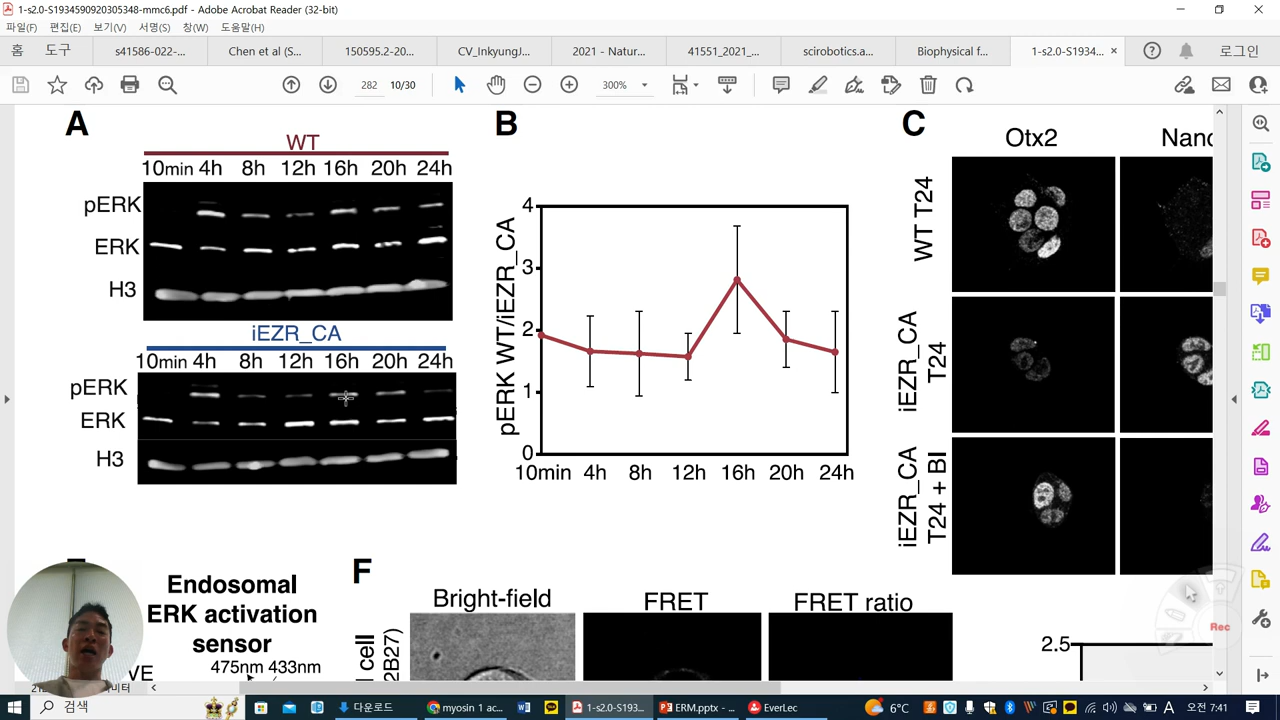 1-s2.0-S1934590920305348-mmc6.pdf - Adobe Acrobat Reader (32-bit)
파일(F) 편집(E) 보기(V) 서명(S) 창(W) 도움말(H)
홈 도구 s41586-022-... Chen et al (S... 150595.2-20... CV_InkyungJ... 2021 - Natur... 41551_2021_... scirobotics.a... Biophysical f... 1-s2.0-S1934... × 로그인
282 10/30 300%
A
WT
10min 4h 8h 12h 16h 20h 24h
pERK
ERK
H3
iEZR_CA
10min 4h 8h 12h 16h 20h 24h
pERK
ERK
H3
B
pERK WT/iEZR_CA
4
3
2
1
0
10min 4h 8h 12h 16h 20h 24h
C
Otx2
WT T24
iEZR_CA
T24
iEZR_CA
T24 + BI
Endosomal
ERK activation
sensor
475nm 433nm
VE
F
Bright-field FRET FRET ratio
cell
2.5
Rec
검색
다운로드
myosin 1 ac...
1-s2.0-S193...
ERM.pptx -
EverLec
6°C
A
오전 7:41